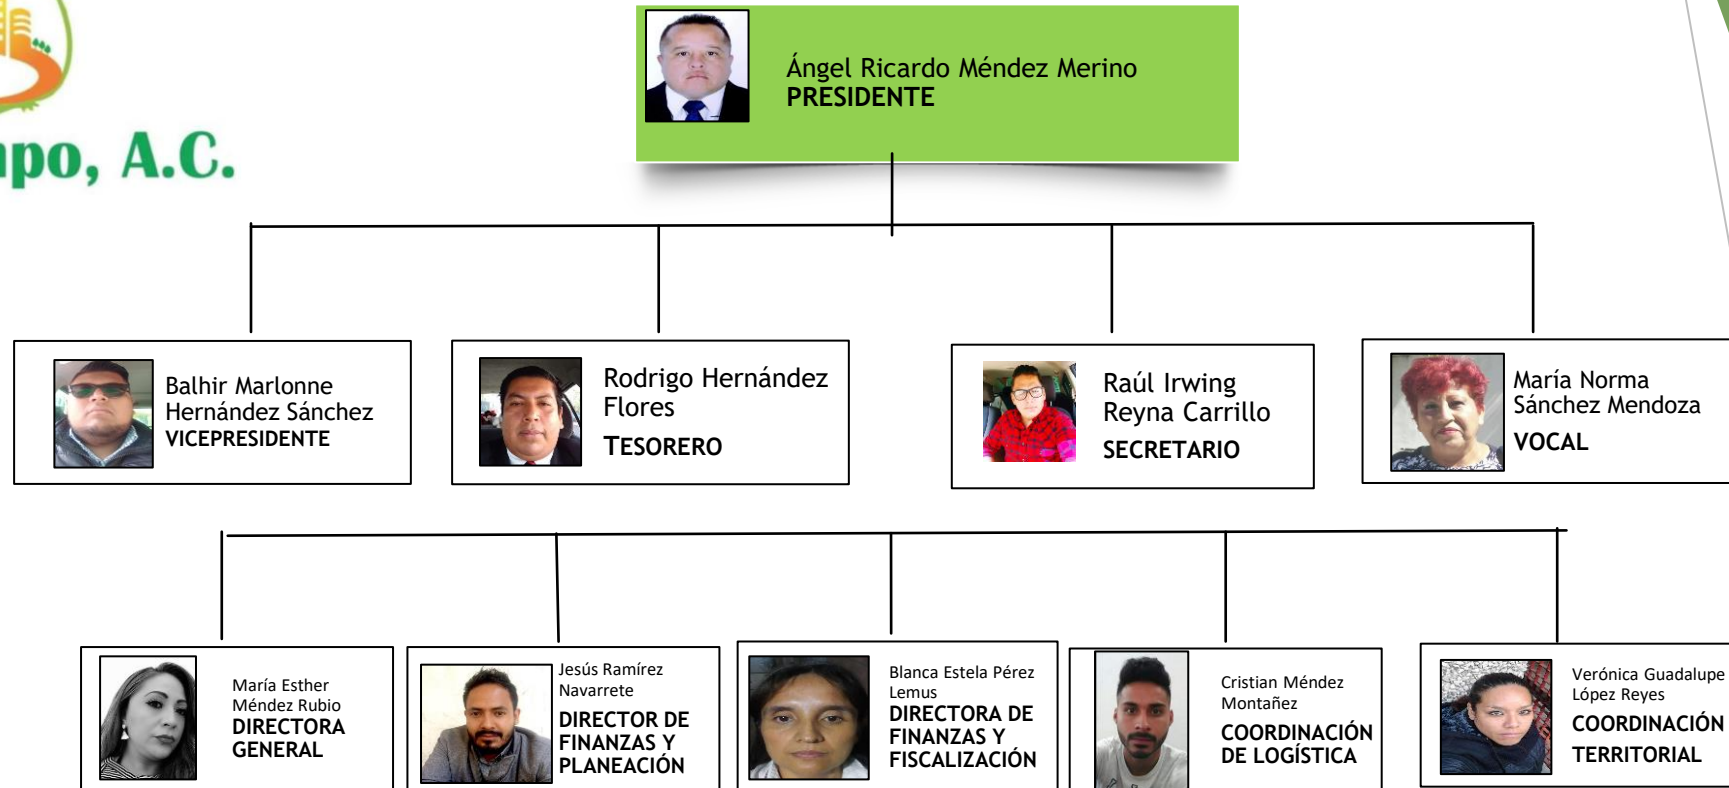 Ángel Ricardo Méndez Merino
PRESIDENTE
po, A.C.
Balhir Marlonne
Hernández Sánchez
VICEPRESIDENTE
Rodrigo Hernández
Flores
TESORERO
Raúl Irwing
Reyna Carrillo
SECRETARIO
María Norma
Sánchez Mendoza
VOCAL
María Esther
Méndez Rubio
DIRECTORA
GENERAL
Jesús Ramírez
Navarrete
DIRECTOR DE
FINANZAS Y
PLANEACIÓN
Blanca Estela Pérez
Lemus
DIRECTORA DE
FINANZAS Y
FISCALIZACIÓN
Cristian Méndez
Montañez
COORDINACIÓN
DE LOGÍSTICA
Verónica Guadalupe
López Reyes
COORDINACIÓN
TERRITORIAL